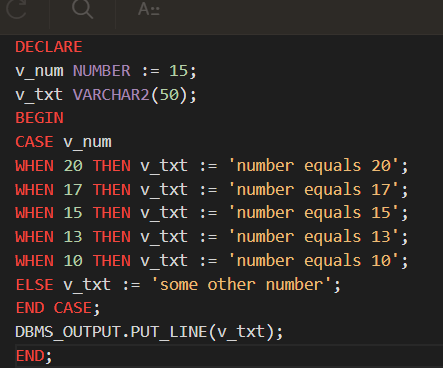 A::
DECLARE
v_num NUMBER := 15;
v_txt VARCHAR2(50);
BEGIN
CASE v_num
WHEN 20 THEN v_txt := 'number equals 20';
WHEN 17 THEN v_txt := 'number equals 17';
WHEN 15 THEN v_txt := 'number equals 15';
WHEN 13 THEN v_txt := 'number equals 13';
WHEN 10 THEN v_txt := 'number equals 10';
ELSE v_txt := 'some other number';
END CASE;
DBMS_OUTPUT.PUT_LINE(v_txt);
END;